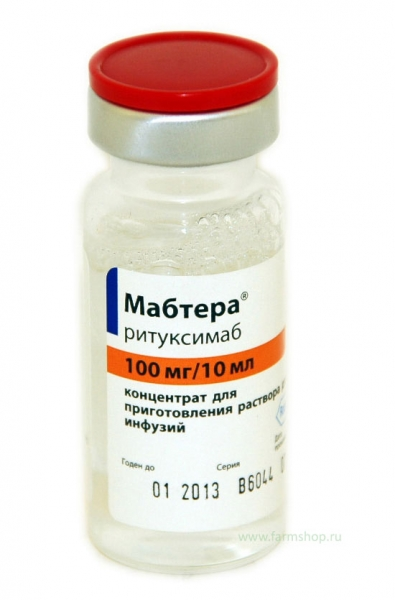 Мабтера®
ритуксимаб
100 мг/10 мл
концентрат для
приготовления раствора
инфузий
Годен до Серия
01 2013 B6044
www.farmshop.ru